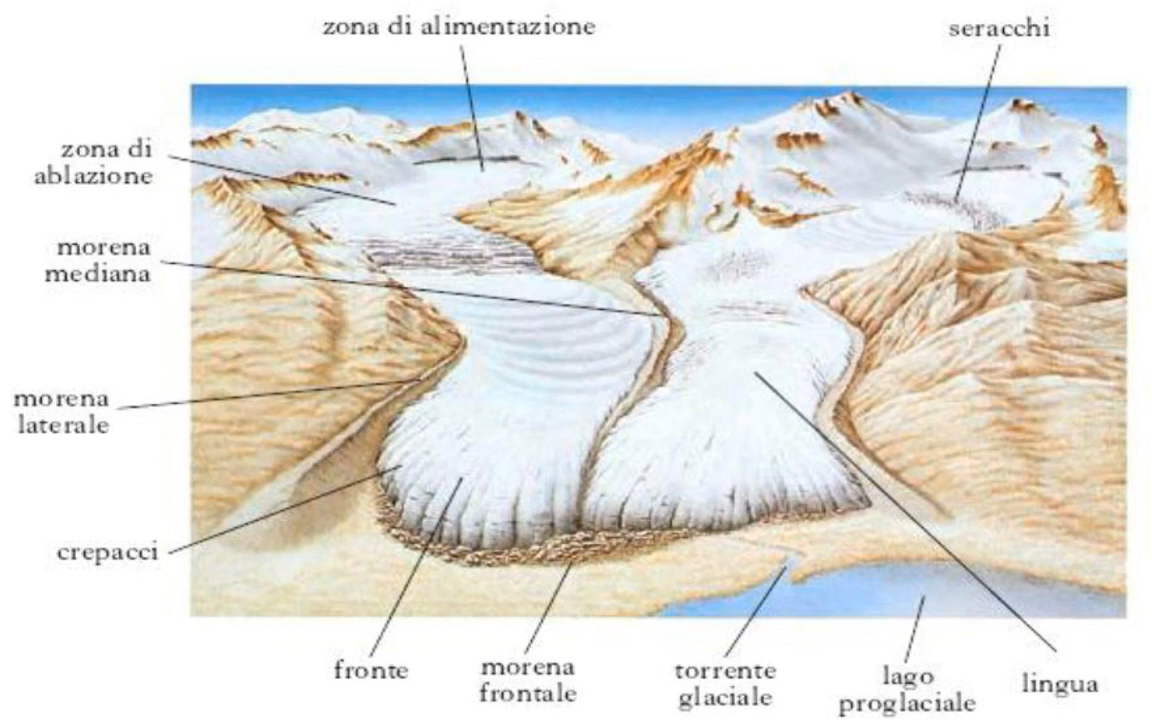 zona di alimentazione
seracchi
zona di
ablazione
morena
mediana
morena
laterale
crepacci
fronte
morena
frontale
torrente
glaciale
lago
proglaciale
lingua